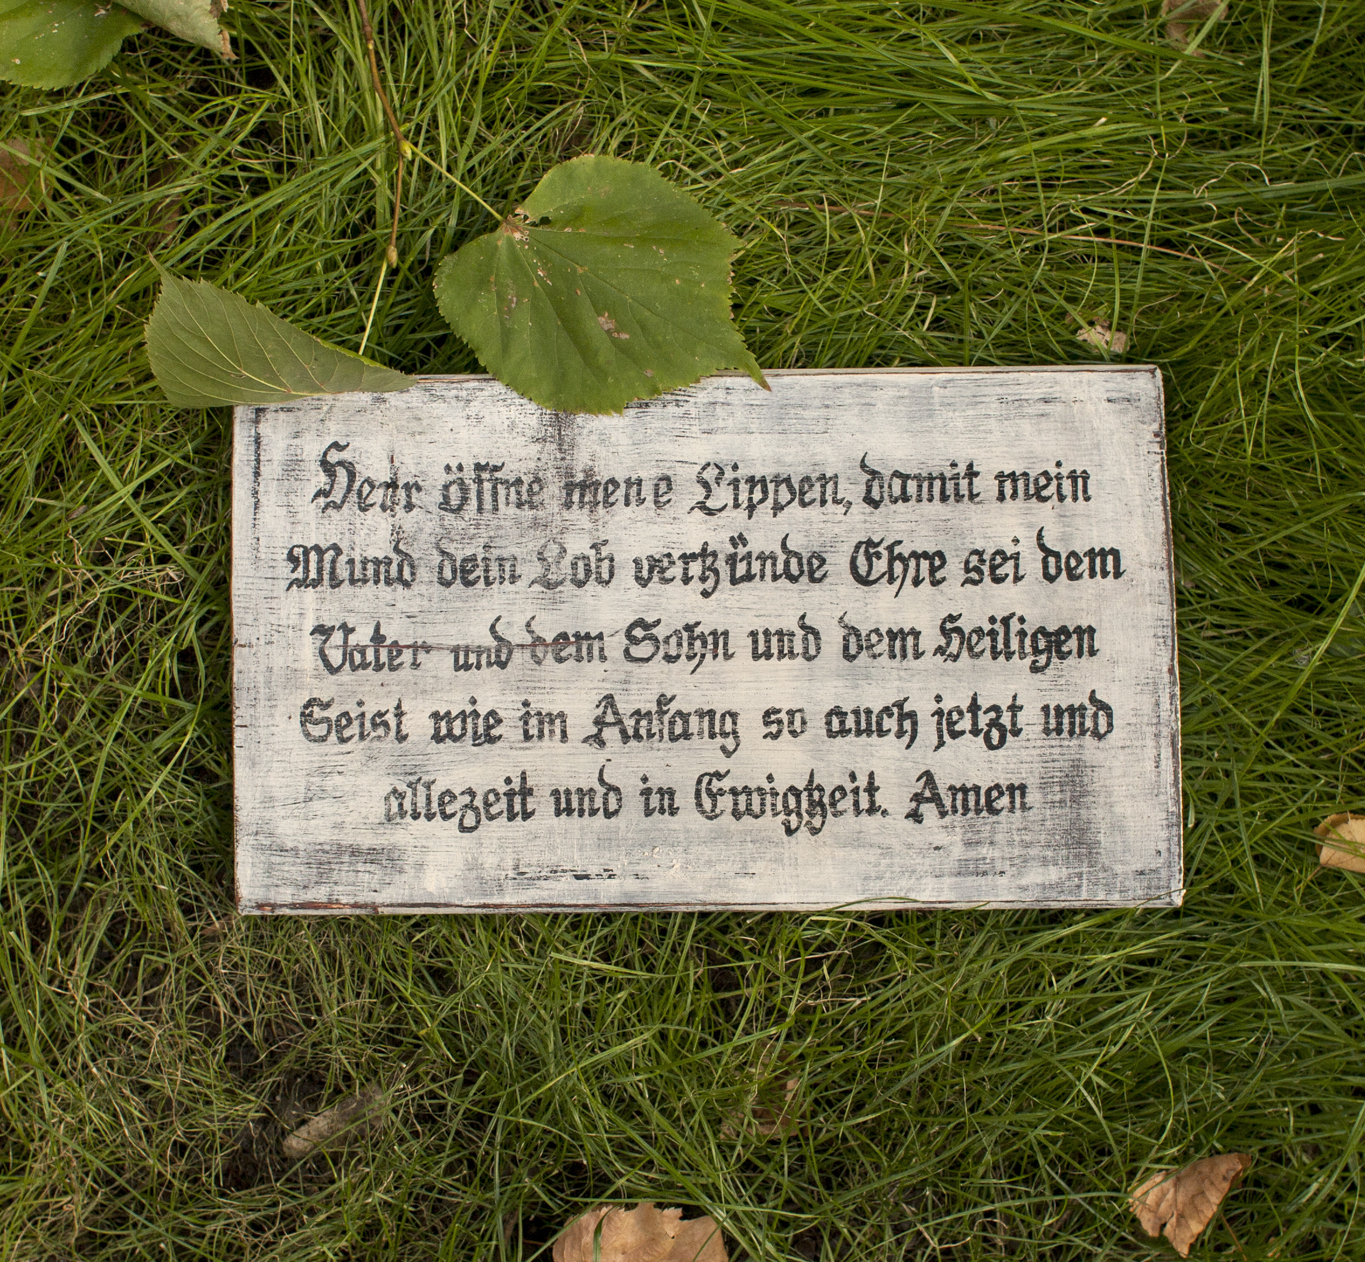 Herr öffne mene Lippen, damit mein
Mund dein Lob verkünde Ehre sei dem
Vater und dem Sohn und dem Heiligen
Geist wie im Anfang so auch jetzt und
allezeit und in Ewigkeit. Amen